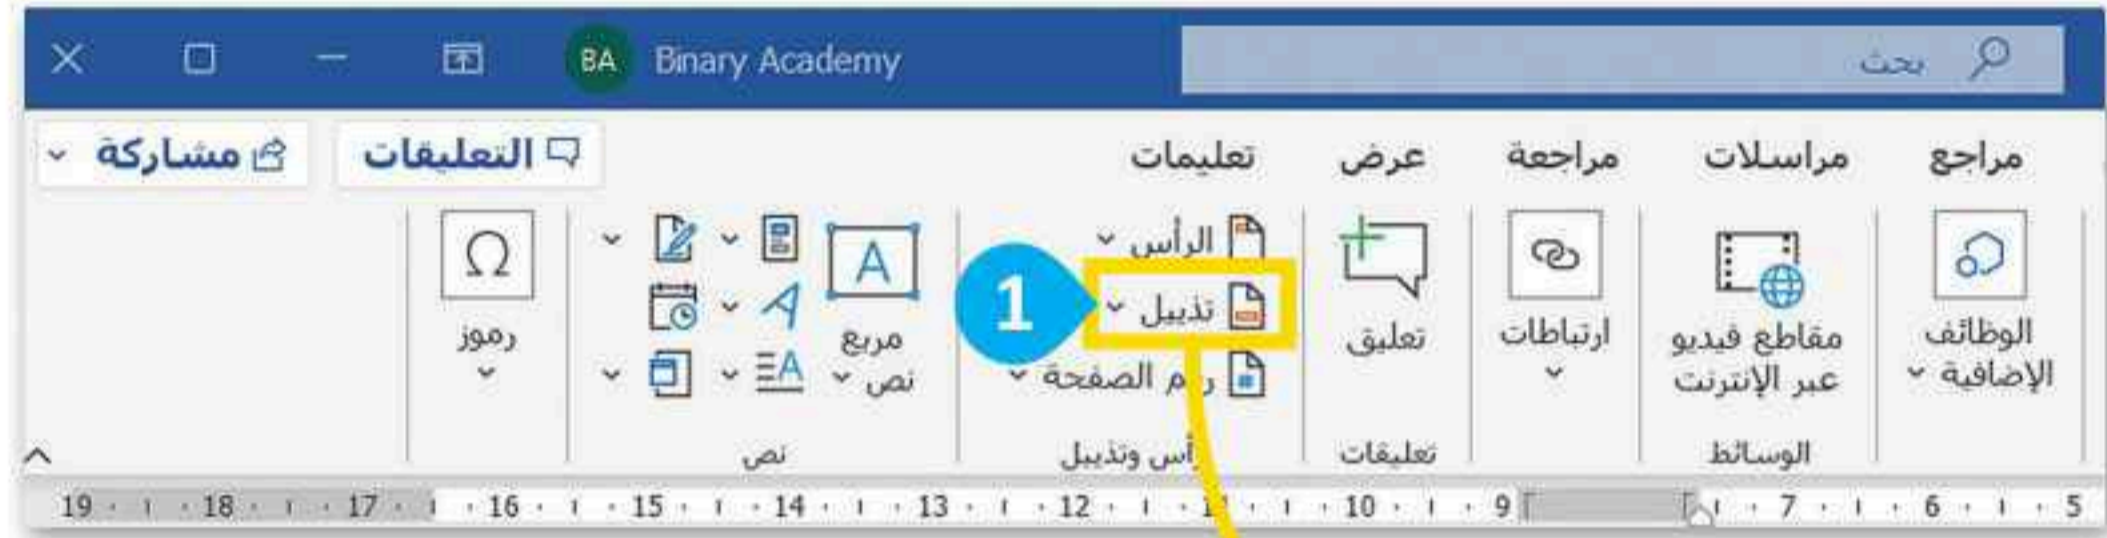 بحث
Binary Academy
BA
مراجع مراسلات مراجعة عرض تعليمات
التعليقات
مشاركة
الوظائف
الإضافية
مقاطع فيديو
عبر الإنترنت
الوسائط
ارتباطات
تعليق
تعليقات
الرأس
تذييل
1
الصفحة
وتذييل
A
مربع
نص
نص
Ω
رموز
5 6 7 9 10 12 13 14 15 16 17 18 19